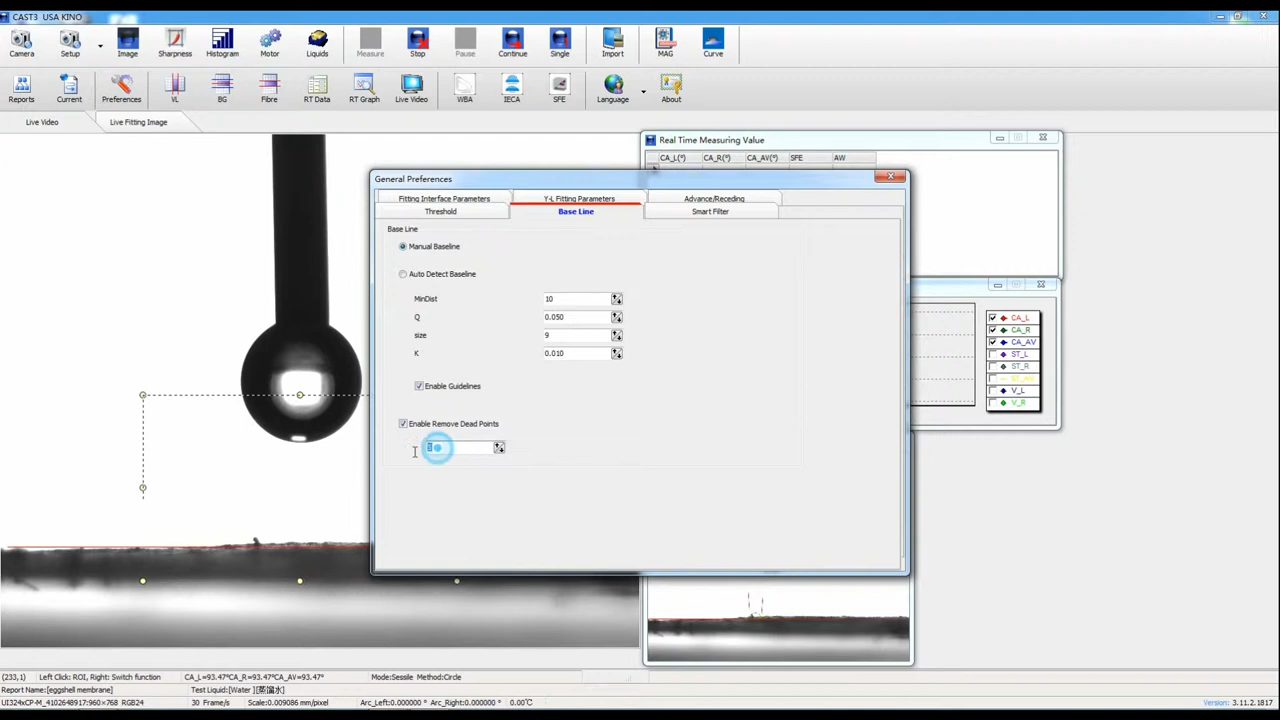 CAST3 USA KINO
Camera Setup Image Sharpness Histogram Motor Liquids Measure Stop Pause Continue Single Import MAG Curve
Reports Current Preferences VL BG Fibre RT Data RT Graph Live Video WBA IECA SFE Language About
Live Video Live Fitting Image
Real Time Measuring Value
CA_L(°) CA_R(°) CA_AV(°) SFE AW
General Preferences
Fitting Interface Parameters Y-L Fitting Parameters Advance/Receding
Threshold Base Line Smart Filter
Base Line
Manual Baseline
Auto Detect Baseline
MinDist 10
Q 0.050
size 9
K 0.010
Enable Guidelines
Enable Remove Dead Points
CA_L
CA_R
CA_AV
ST_L
ST_R
ST_AV
V_L
V_R
(233,1) Left Click: ROI, Right: Switch function CA_L=93.47°CA_R=93.47°CA_AV=93.47° Mode:Sessile Method:Circle
Report Name:[eggshell membrane] Test Liquid:[Water][蒸溜水]
UI324xCP-M_4102648917:960×768 RGB24 30 Frame/s Scale:0.009086 mm/pixel Arc_Left:0.00000 ° Arc_Right:0.00000 ° 0.00℃ Version: 3.11.2.1817